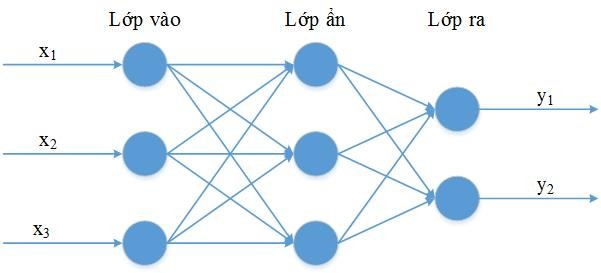 Lớp vào
Lớp ẩn
Lớp ra
x1
x2
x3
y1
y2